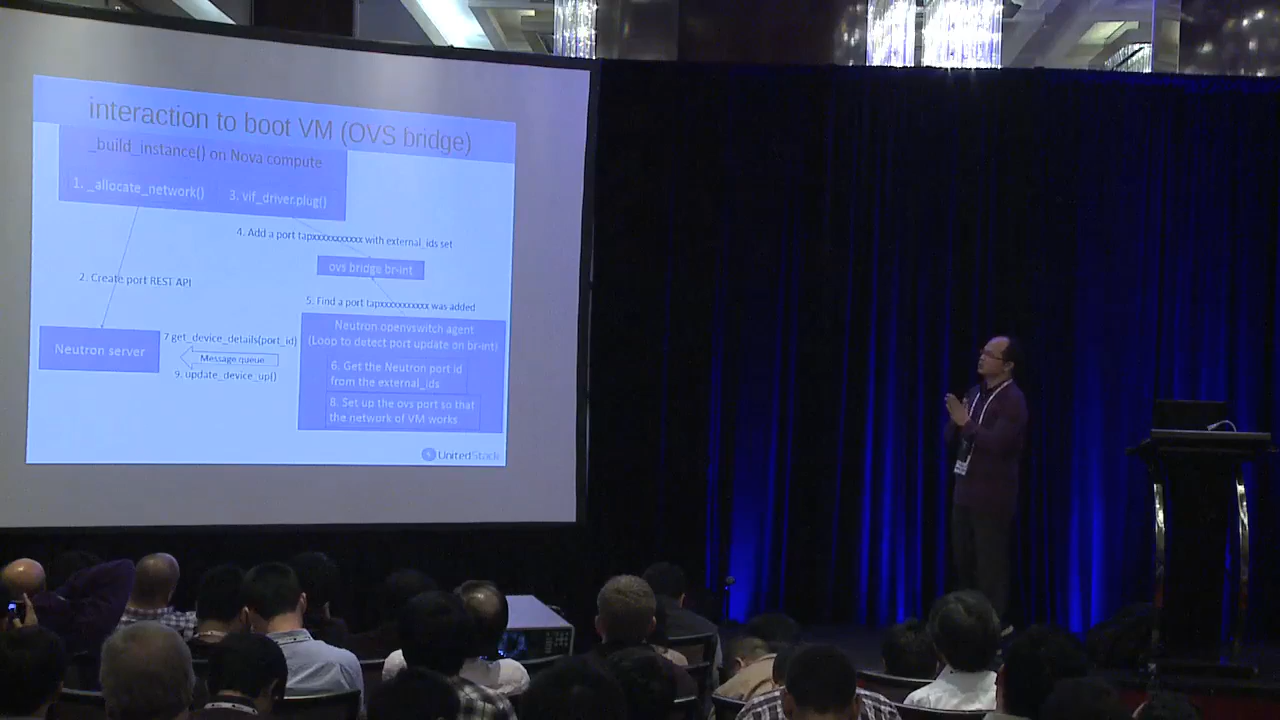 interaction to boot VM (OVS bridge)
_build_instance() on Nova compute
1. _allocate_network()
3. vif_driver.plug()
4. Add a port tapxxxxxxxxxxx with external_ids set
ovs bridge br-int
2. Create port REST API
5. Find a port tapxxxxxxxxxxx was added
Neutron openvswitch agent
(Loop to detect port update on br-int)
Neutron server
7 get_device_details(port_id)
Message queue
9. update_device_up()
6. Get the Neutron port id
from the external_ids
8. Set up the ovs port so that
the network of VM works
UnitedStack